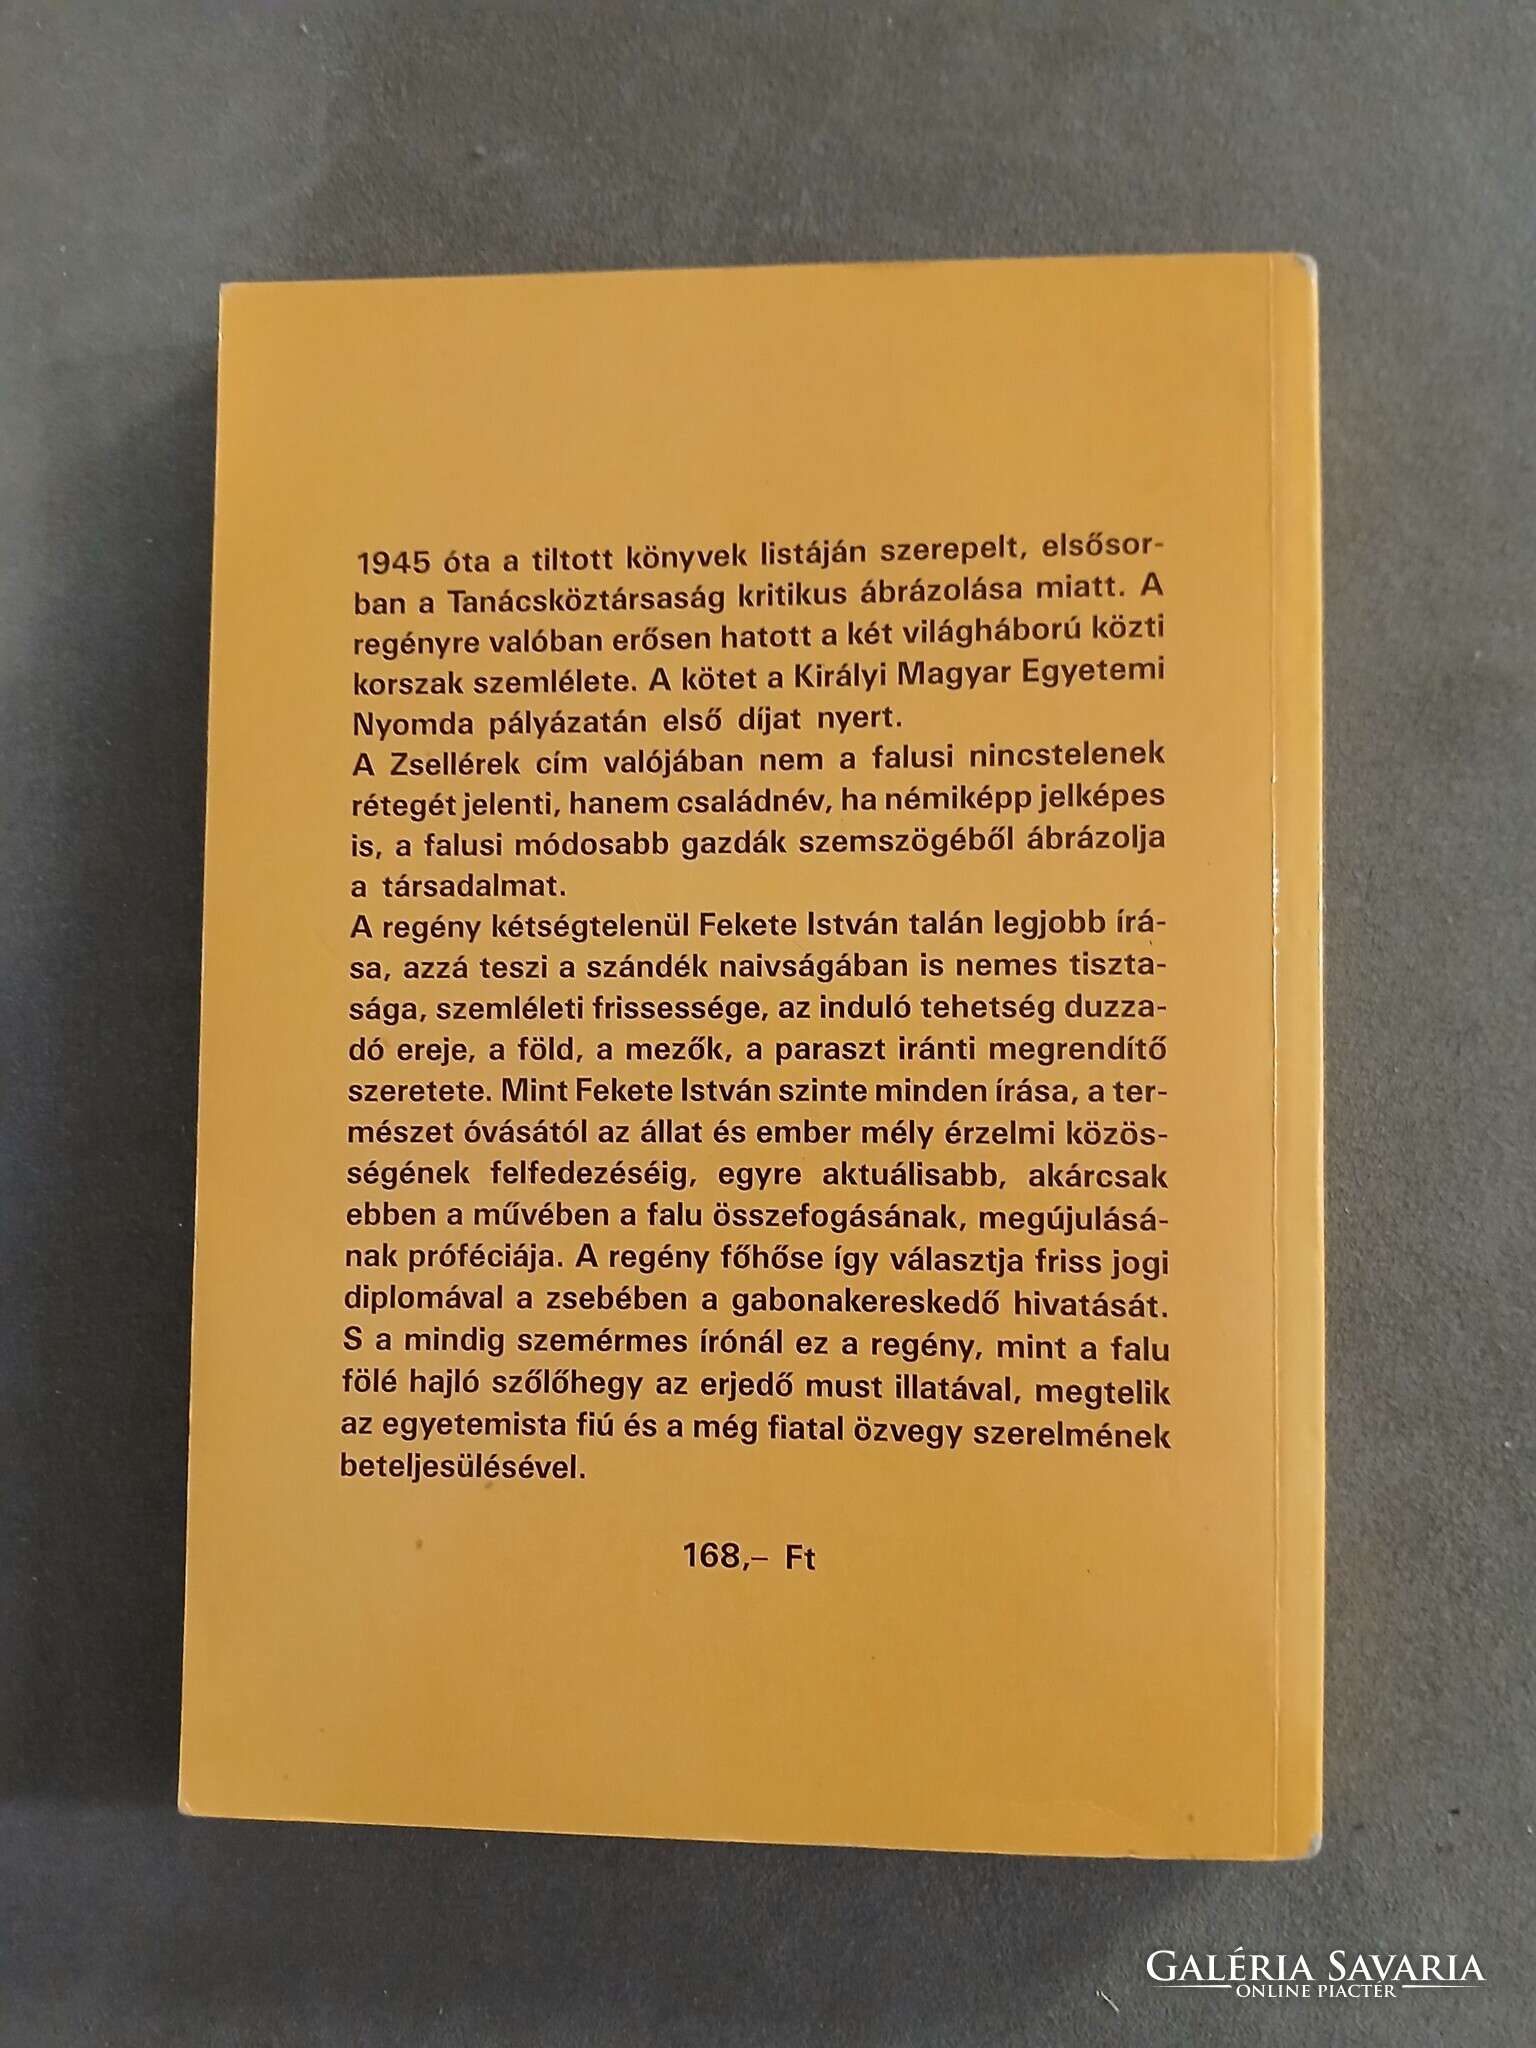 1945 óta a tiltott könyvek listáján szerepelt, elsősor-
ban a Tanácsköztársaság kritikus ábrázolása miatt. A
regényre valóban erősen hatott a két világháború közti
korszak szemlélete. A kötet a Királyi Magyar Egyetemi
Nyomda pályázatán első díjat nyert.
A Zsellérek cím valójában nem a falusi nincstelenek
rétegét jelenti, hanem családnév, ha némiképp jelképes
is, a falusi módosabb gazdák szemszögéből ábrázolja
a társadalmat.
A regény kétségtelenül Fekete István talán legjobb írá-
sa, azzá teszi a szándék naivságában is nemes tiszta-
sága, szemléleti frissessége, az induló tehetség duzza-
dó ereje, a föld, a mezők, a paraszt iránti megrendítő
szeretete. Mint Fekete István szinte minden írása, a ter-
mészet óvásától az állat és ember mély érzelmi közös-
ségének felfedezéséig, egyre aktuálisabb, akárcsak
ebben a művében a falu összefogásának, megújulásá-
nak próféciája. A regény főhőse így választja friss jogi
diplomával a zsebében a gabonakereskedő hivatását.
S a mindig szemérmes írónál ez a regény, mint a falu
fölé hajló szőlőhegy az erjedő must illatával, megtelik
az egyetemista fiú és a még fiatal özvegy szerelmének
beteljesülésével.
168,– Ft
GALÉRIA SAVARIA
ONLINE PIACTÉR